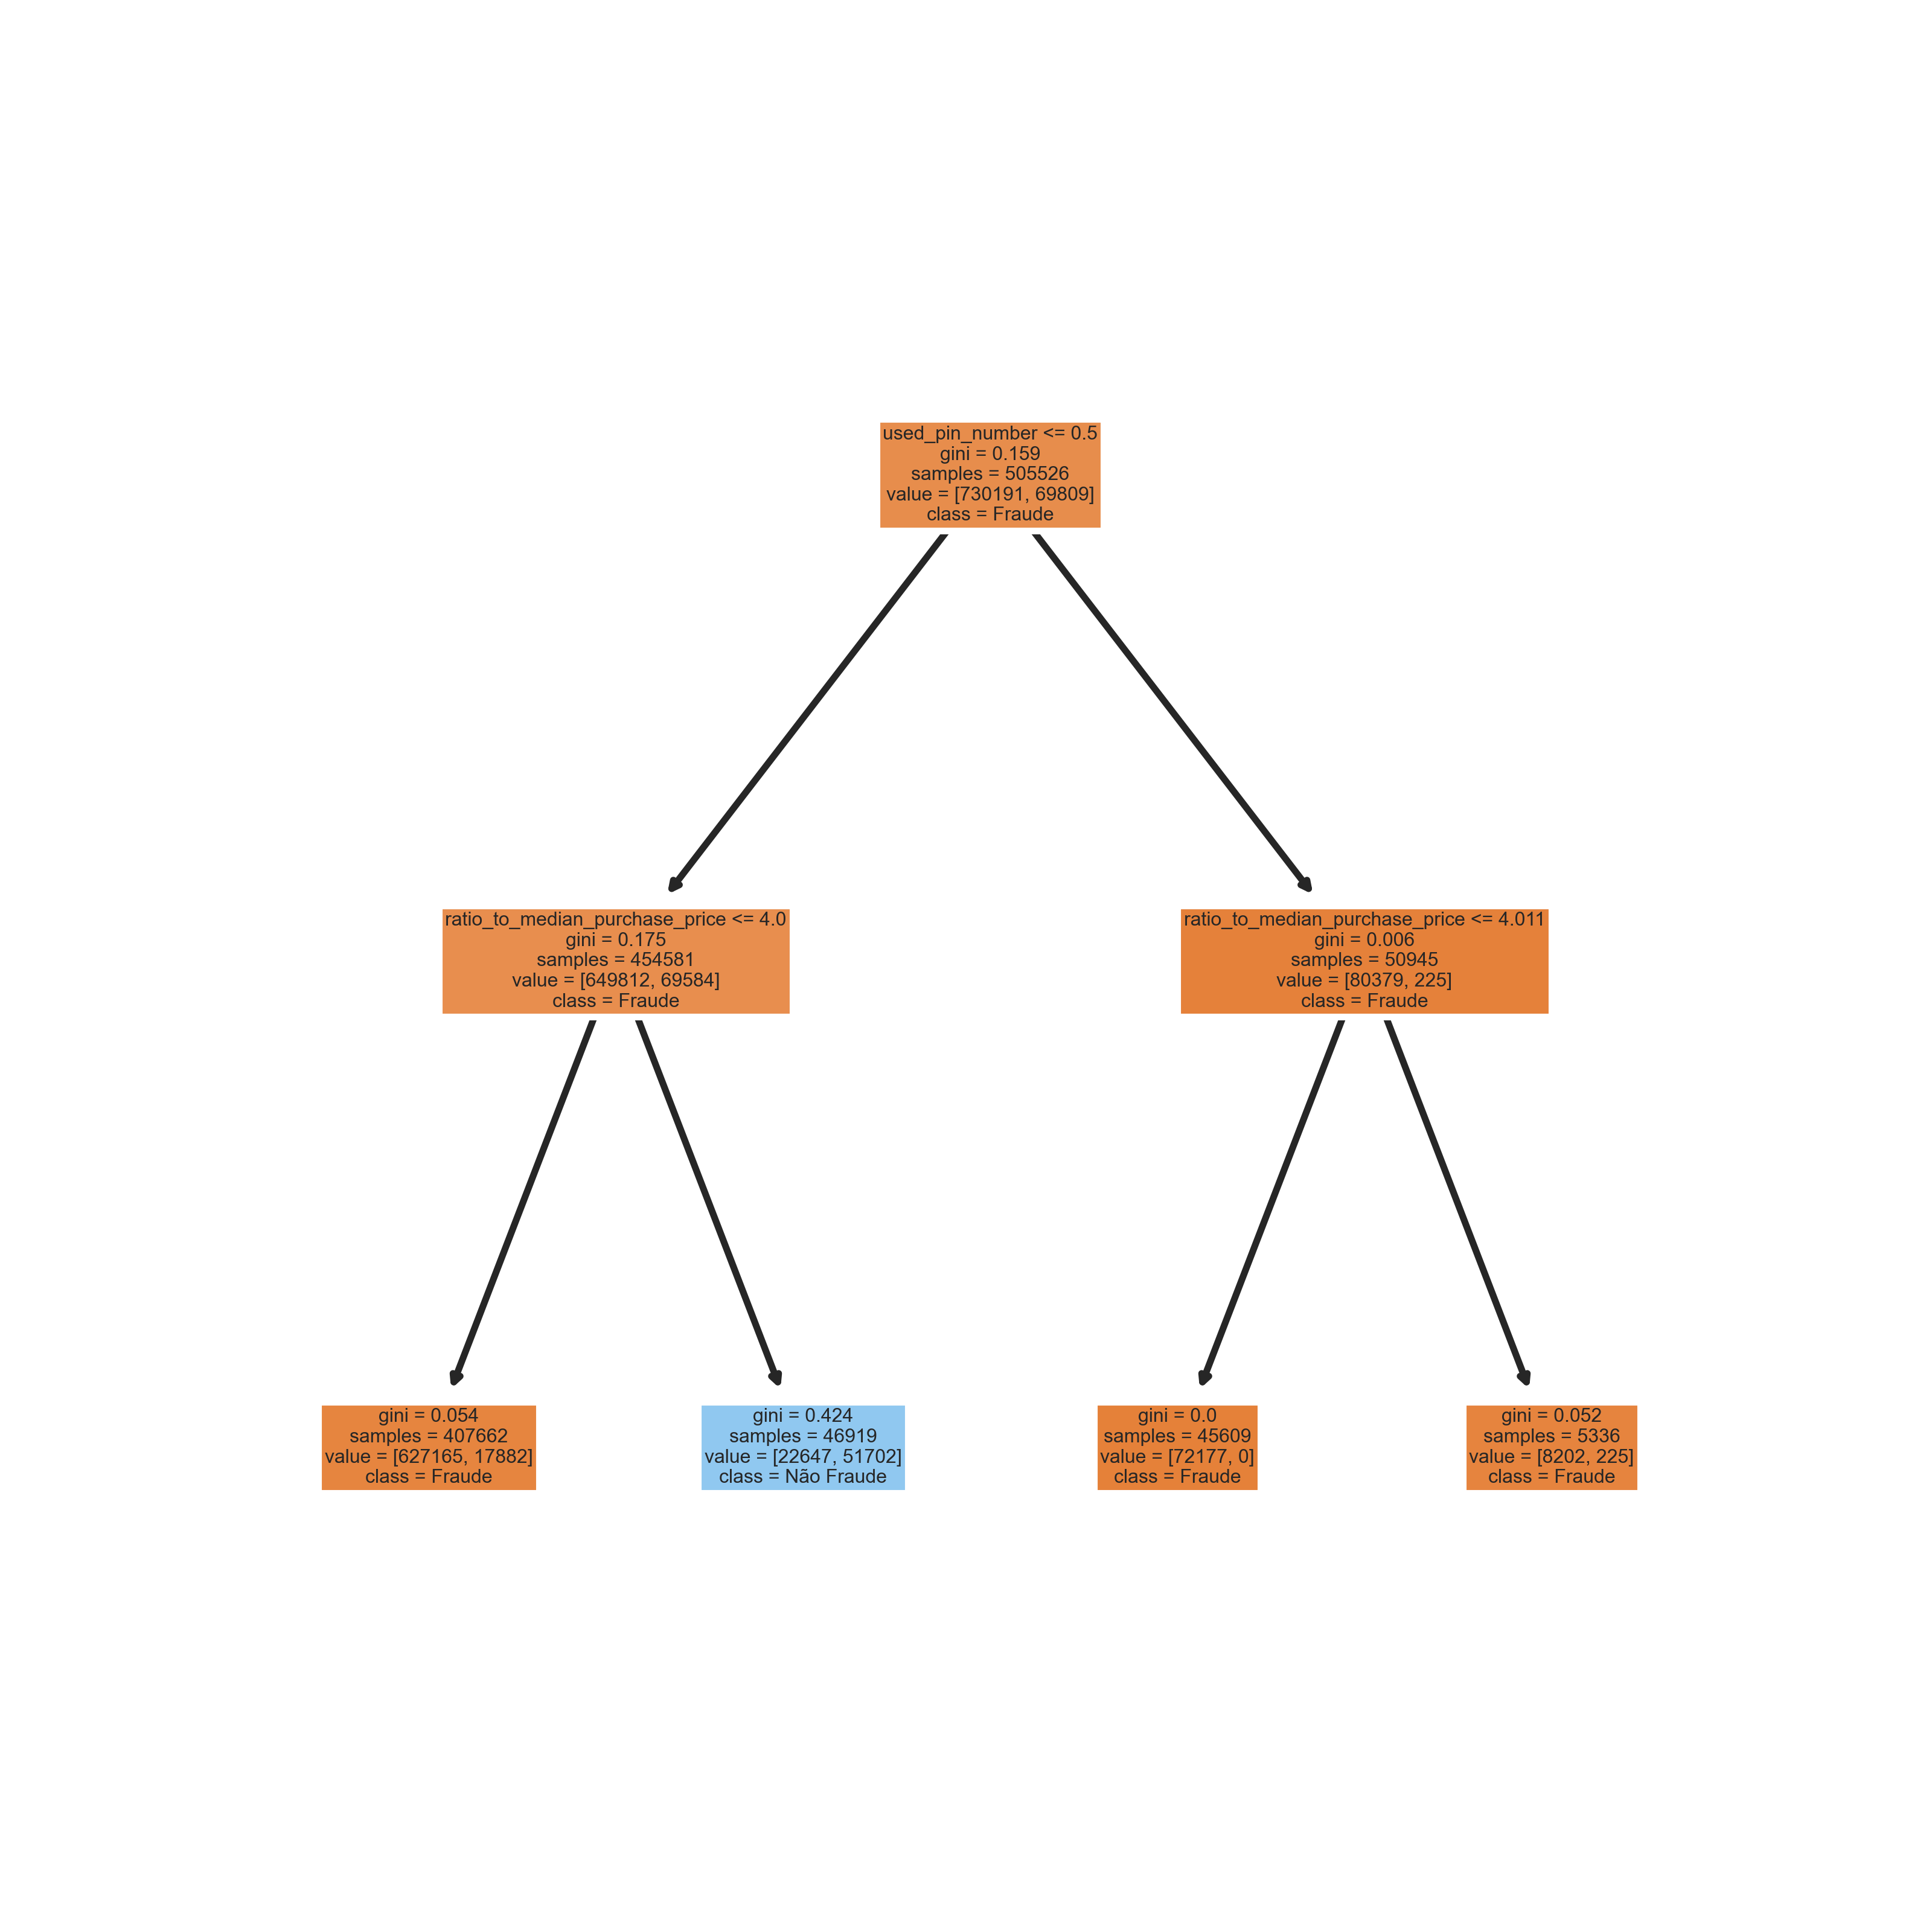 used_pin_number <= 0.5
gini = 0.159
samples = 505526
value = [730191, 69809]
class = Fraude
ratio_to_median_purchase_price <= 4.0
gini = 0.175
samples = 454581
value = [649812, 69584]
class = Fraude
ratio_to_median_purchase_price <= 4.011
gini = 0.006
samples = 50945
value = [80379, 225]
class = Fraude
gini = 0.054
samples = 407662
value = [627165, 17882]
class = Fraude
gini = 0.424
samples = 46919
value = [22647, 51702]
class = Não Fraude
gini = 0.0
samples = 45609
value = [72177, 0]
class = Fraude
gini = 0.052
samples = 5336
value = [8202, 225]
class = Fraude